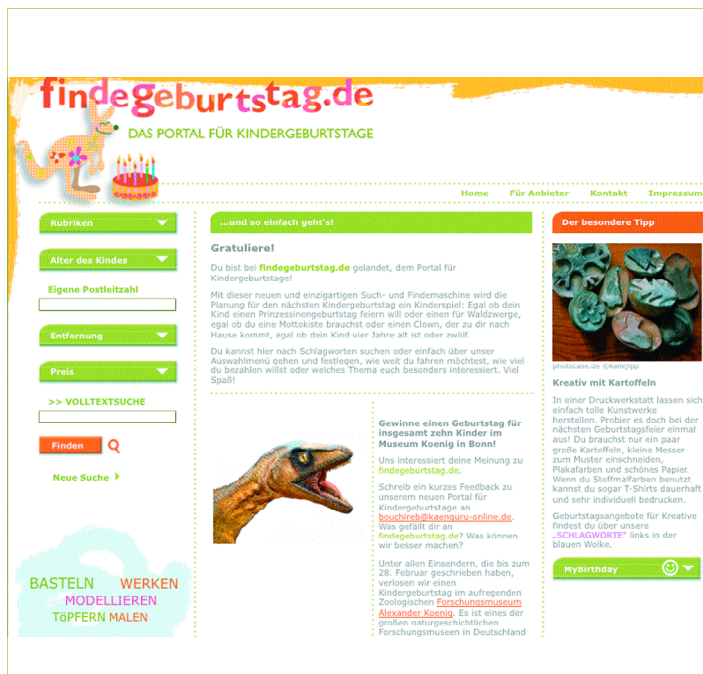 findegeburtstag.de
DAS PORTAL FÜR KINDERGEBURTSTAGE
Home Für Anbieter Kontakt Impressum
Rubriken
Alter des Kindes
Eigene Postleitzahl
Entfernung
Preis
>> VOLLTEXTSUCHE
Finden
Neue Suche
BASTELN WERKEN
MODELLIEREN
TöPFERN MALEN
...und so einfach geht's!
Gratuliere!
Du bist bei findegeburtstag.de gelandet, dem Portal für
Kindergeburtstage!
Mit dieser neuen und einzigartigen Such- und Findemaschine wird die
Planung für den nächsten Kindergeburtstag ein Kinderspiel: Egal ob dein
Kind einen Prinzessinengeburtstag feiern will oder einen für Waldzwerge,
egal ob du eine Mottokiste brauchst oder einen Clown, der zu dir nach
Hause kommt, egal ob dein Kind vier Jahre alt ist oder zwölf.
Du kannst hier nach Schlagworten suchen oder einfach über unser
Auswahlmenü gehen und festlegen, wie weit du fahren möchtest, wie viel
du bezahlen willst oder welches Thema euch besonders interessiert. Viel
Spaß!
Gewinne einen Geburtstag für
insgesamt zehn Kinder im
Museum Koenig in Bonn!
Uns interessiert deine Meinung zu
findegeburtstag.de.
Schreib ein kurzes Feedback zu
unserem neuen Portal für
Kindergeburtstage an
bouchireb@kaenguru-online.de.
Was gefällt dir an
findegeburtstag.de? Was können
wir besser machen?
Unter allen Einsendern, die bis zum
28. Februar geschrieben haben,
verlosen wir einen
Kindergeburtstag im aufregenden
Zoologischen Forschungsmuseum
Alexander Koenig. Es ist eines der
großen naturgeschichtlichen
Forschungsmuseen in Deutschland
Der besondere Tipp
photocase.de ©kallejipp
Kreativ mit Kartoffeln
In einer Druckwerkstatt lassen sich
einfach tolle Kunstwerke
herstellen. Probier es doch bei der
nächsten Geburtstagsfeier einmal
aus! Du brauchst nur ein paar
große Kartoffeln, kleine Messer
zum Muster einschneiden,
Plakafarben und schönes Papier.
Wenn du Stoffmalfarben benutzt
kannst du sogar T-Shirts dauerhaft
und sehr individuell bedrucken.
Geburtstagsangebote für Kreative
findest du über unsere
„SCHLAGWORTE" links in der
blauen Wolke.
MyBirthday